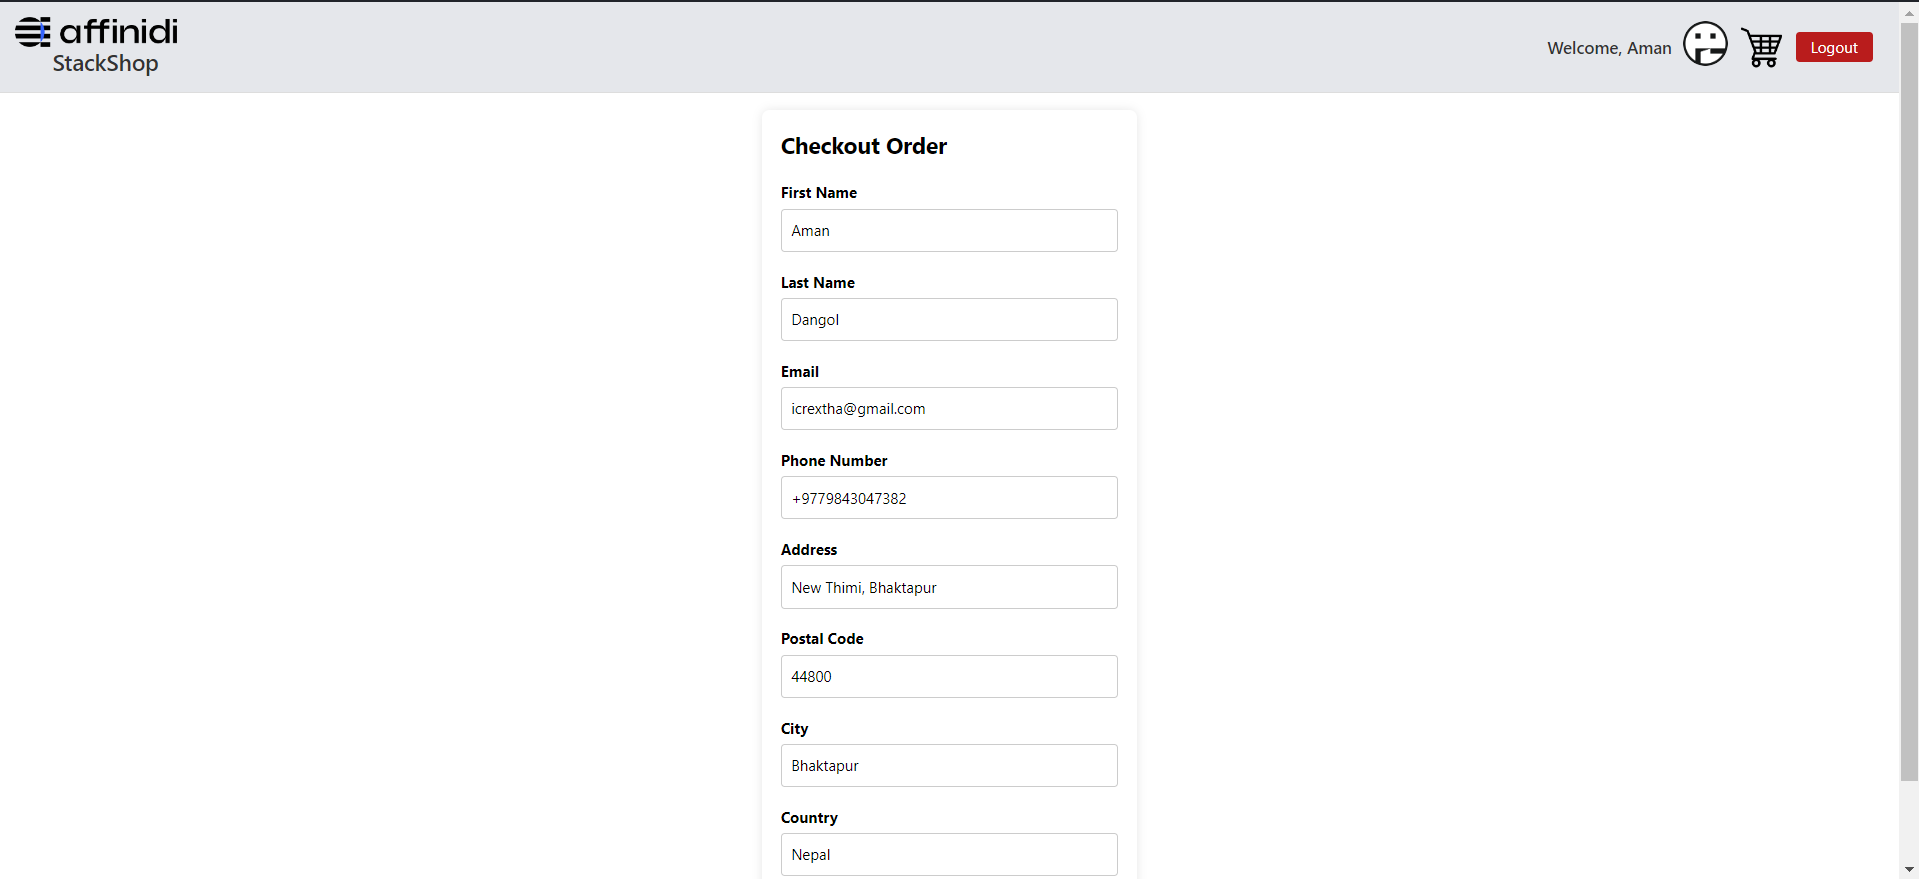 affinidi
StackShop
Welcome, Aman
Logout
Checkout Order
First Name
Aman
Last Name
Dangol
Email
icrextha@gmail.com
Phone Number
+9779843047382
Address
New Thimi, Bhaktapur
Postal Code
44800
City
Bhaktapur
Country
Nepal